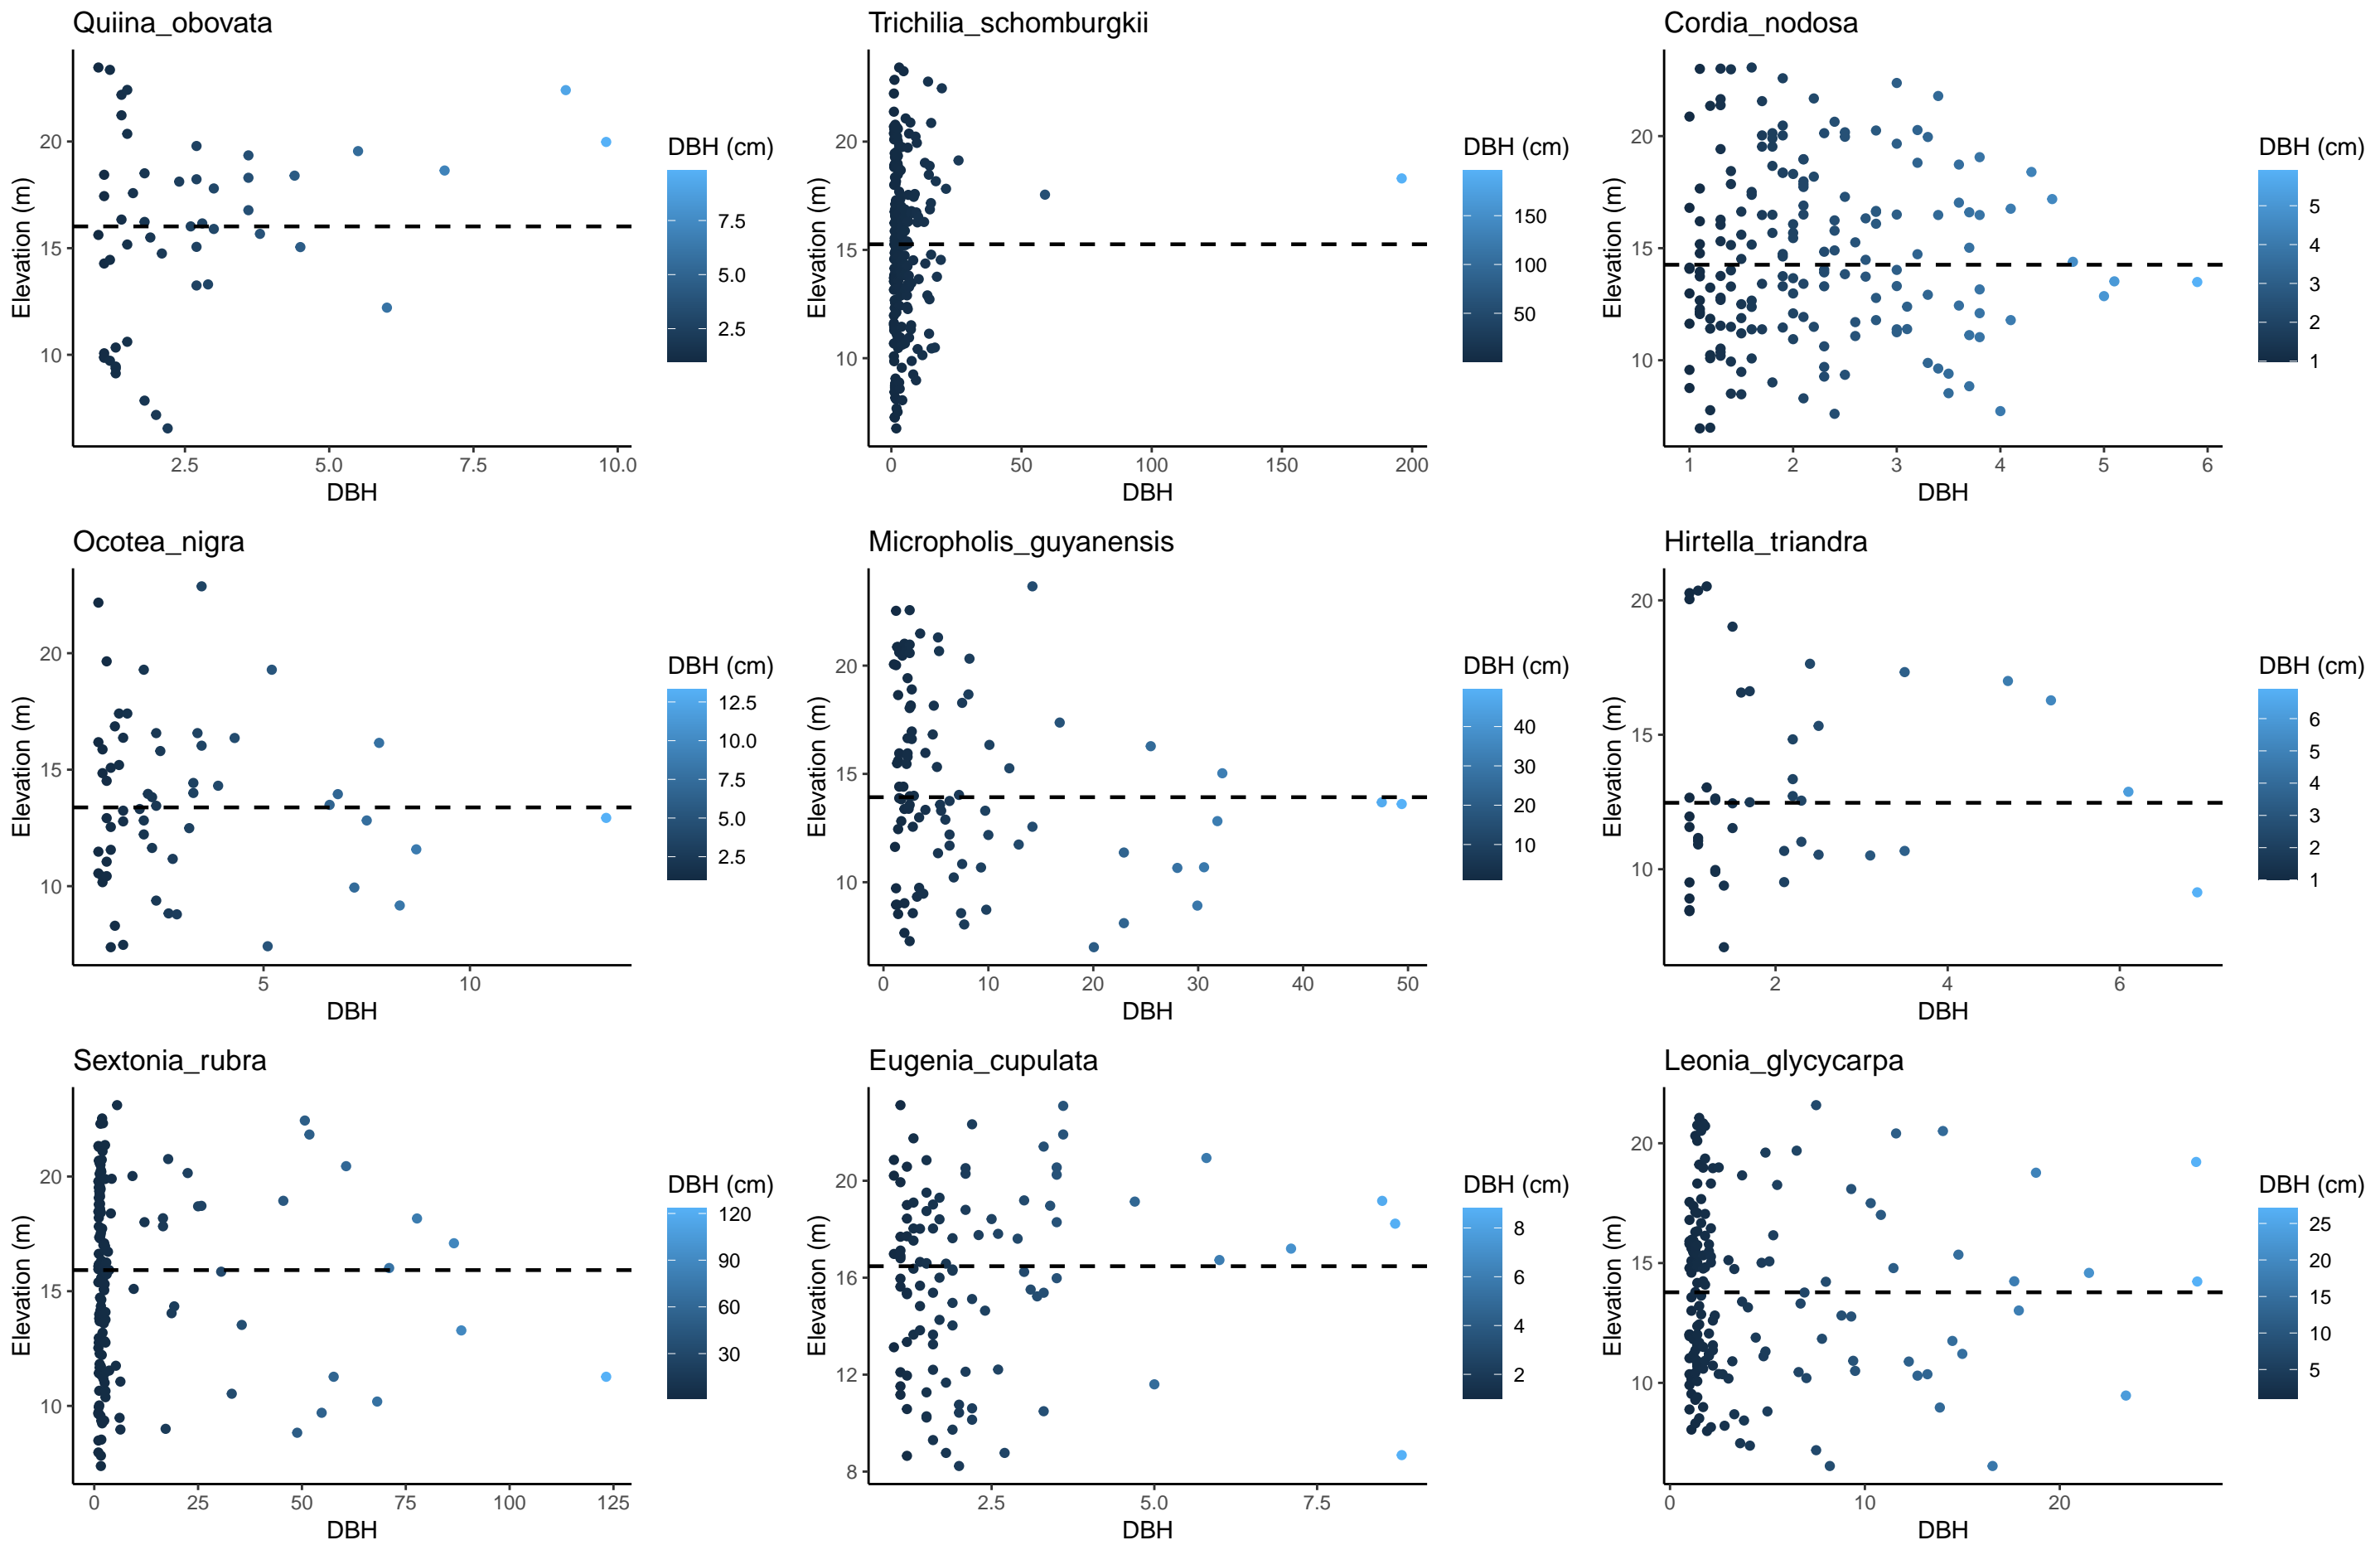 Quiina_obovata
Elevation (m)
20
15
10
2.5
5.0
7.5
10.0
DBH
DBH (cm)
7.5
5.0
2.5
Trichilia_schomburgkii
Elevation (m)
20
15
10
0
50
100
150
200
DBH
DBH (cm)
150
100
50
Cordia_nodosa
Elevation (m)
20
15
10
1
2
3
4
5
6
DBH
DBH (cm)
5
4
3
2
1
Ocotea_nigra
Elevation (m)
20
15
10
5
10
DBH
DBH (cm)
12.5
10.0
7.5
5.0
2.5
Micropholis_guyanensis
Elevation (m)
20
15
10
0
10
20
30
40
50
DBH
DBH (cm)
40
30
20
10
Hirtella_triandra
Elevation (m)
20
15
10
2
4
6
DBH
DBH (cm)
6
5
4
3
2
1
Sextonia_rubra
Elevation (m)
20
15
10
0
25
50
75
100
125
DBH
DBH (cm)
120
90
60
30
Eugenia_cupulata
Elevation (m)
20
16
12
8
2.5
5.0
7.5
DBH
DBH (cm)
8
6
4
2
Leonia_glycycarpa
Elevation (m)
20
15
10
0
10
20
DBH
DBH (cm)
25
20
15
10
5